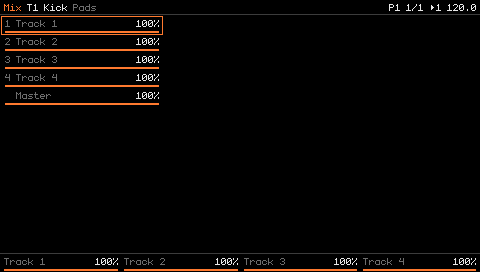 Mix T1 Kick Pads P1 1/1 ▸1 120.0
1 Track 1 100%
2 Track 2 100%
3 Track 3 100%
4 Track 4 100%
Master 100%
Track 1 100% Track 2 100% Track 3 100% Track 4 100%